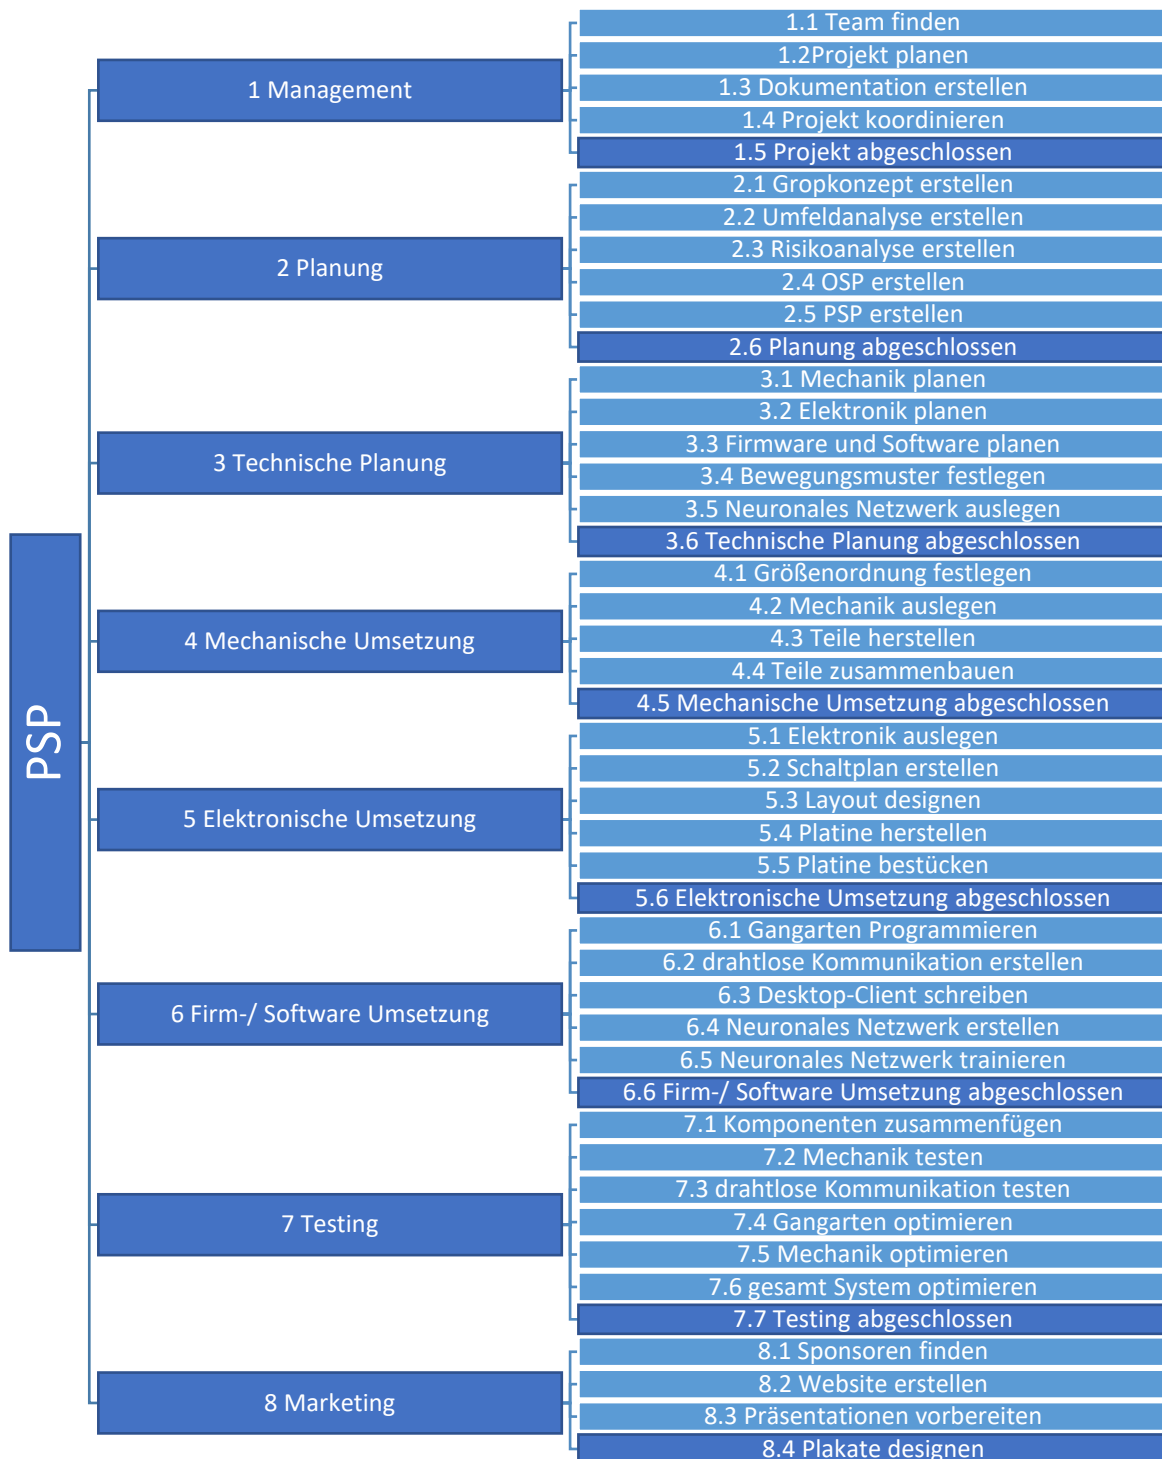 PSP
1 Management
1.1 Team finden
1.2Projekt planen
1.3 Dokumentation erstellen
1.4 Projekt koordinieren
1.5 Projekt abgeschlossen
2 Planung
2.1 Gropkonzept erstellen
2.2 Umfeldanalyse erstellen
2.3 Risikoanalyse erstellen
2.4 OSP erstellen
2.5 PSP erstellen
2.6 Planung abgeschlossen
3 Technische Planung
3.1 Mechanik planen
3.2 Elektronik planen
3.3 Firmware und Software planen
3.4 Bewegungsmuster festlegen
3.5 Neuronales Netzwerk auslegen
3.6 Technische Planung abgeschlossen
4 Mechanische Umsetzung
4.1 Größenordnung festlegen
4.2 Mechanik auslegen
4.3 Teile herstellen
4.4 Teile zusammenbauen
4.5 Mechanische Umsetzung abgeschlossen
5 Elektronische Umsetzung
5.1 Elektronik auslegen
5.2 Schaltplan erstellen
5.3 Layout designen
5.4 Platine herstellen
5.5 Platine bestücken
5.6 Elektronische Umsetzung abgeschlossen
6 Firm-/ Software Umsetzung
6.1 Gangarten Programmieren
6.2 drahtlose Kommunikation erstellen
6.3 Desktop-Client schreiben
6.4 Neuronales Netzwerk erstellen
6.5 Neuronales Netzwerk trainieren
6.6 Firm-/ Software Umsetzung abgeschlossen
7 Testing
7.1 Komponenten zusammenfügen
7.2 Mechanik testen
7.3 drahtlose Kommunikation testen
7.4 Gangarten optimieren
7.5 Mechanik optimieren
7.6 gesamt System optimieren
7.7 Testing abgeschlossen
8 Marketing
8.1 Sponsoren finden
8.2 Website erstellen
8.3 Präsentationen vorbereiten
8.4 Plakate designen